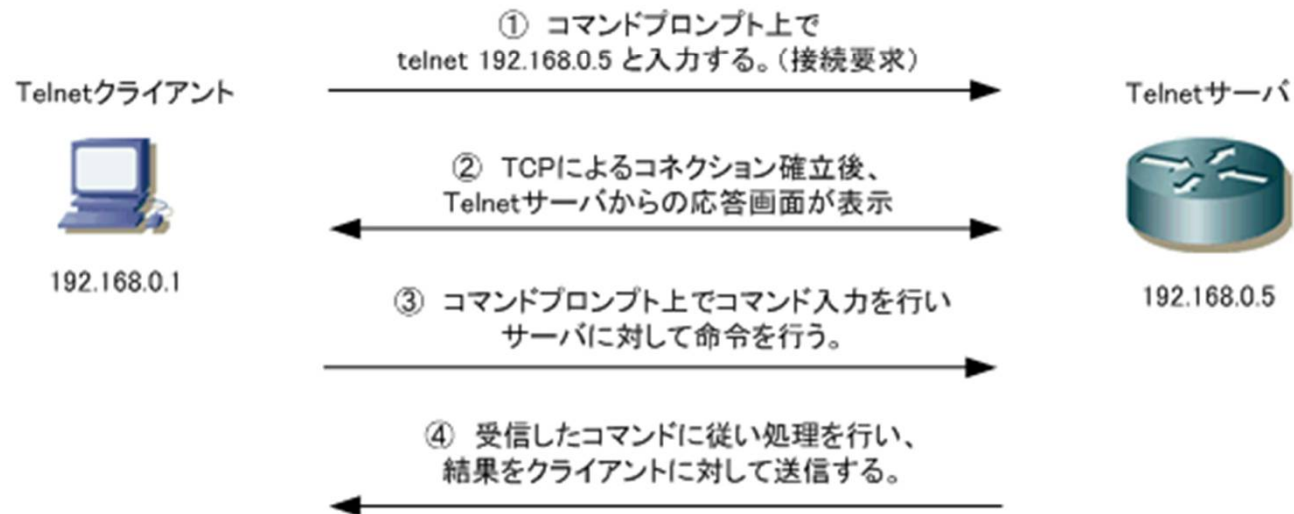 ① コマンドプロンプト上で
telnet 192.168.0.5 と入力する。（接続要求）
Telnetクライアント
Telnetサーバ
② TCPによるコネクション確立後、
Telnetサーバからの応答画面が表示
192.168.0.1
192.168.0.5
③ コマンドプロンプト上でコマンド入力を行い
サーバに対して命令を行う。
④ 受信したコマンドに従い処理を行い、
結果をクライアントに対して送信する。